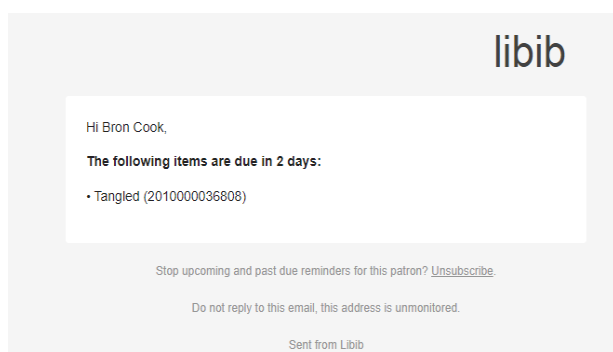 libib
Hi Bron Cook,
The following items are due in 2 days:
• Tangled (2010000036808)
Stop upcoming and past due reminders for this patron? Unsubscribe.
Do not reply to this email, this address is unmonitored.
Sent from Libib